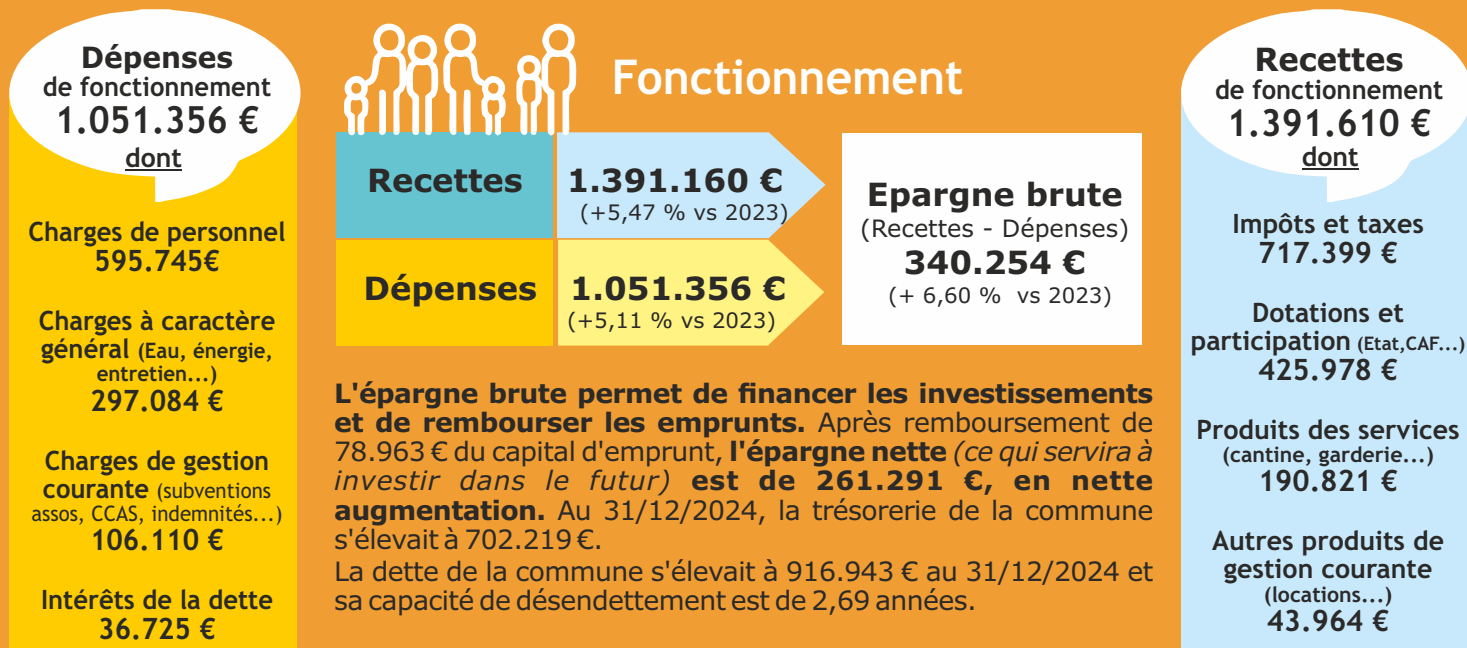 Dépenses
de fonctionnement
1.051.356 €
dont
Charges de personnel
595.745€
Charges à caractère
général (Eau, énergie,
entretien...)
297.084 €
Charges de gestion
courante (subventions
assos, CCAS, indemnités...)
106.110 €
Intérêts de la dette
36.725 €
Fonctionnement
Recettes
1.391.160 €
(+5,47 % vs 2023)
Dépenses
1.051.356 €
(+5,11 % vs 2023)
Epargne brute
(Recettes - Dépenses)
340.254 €
(+ 6,60 % vs 2023)
L'épargne brute permet de financer les investissements
et de rembourser les emprunts. Après remboursement de
78.963 € du capital d'emprunt, l'épargne nette (ce qui servira à
investir dans le futur) est de 261.291 €, en nette
augmentation. Au 31/12/2024, la trésorerie de la commune
s'élevait à 702.219 €.
La dette de la commune s'élevait à 916.943 € au 31/12/2024 et
sa capacité de désendettement est de 2,69 années.
Recettes
de fonctionnement
1.391.610 €
dont
Impôts et taxes
717.399 €
Dotations et
participation (Etat,CAF...)
425.978 €
Produits des services
(cantine, garderie...)
190.821 €
Autres produits de
gestion courante
(locations...)
43.964 €